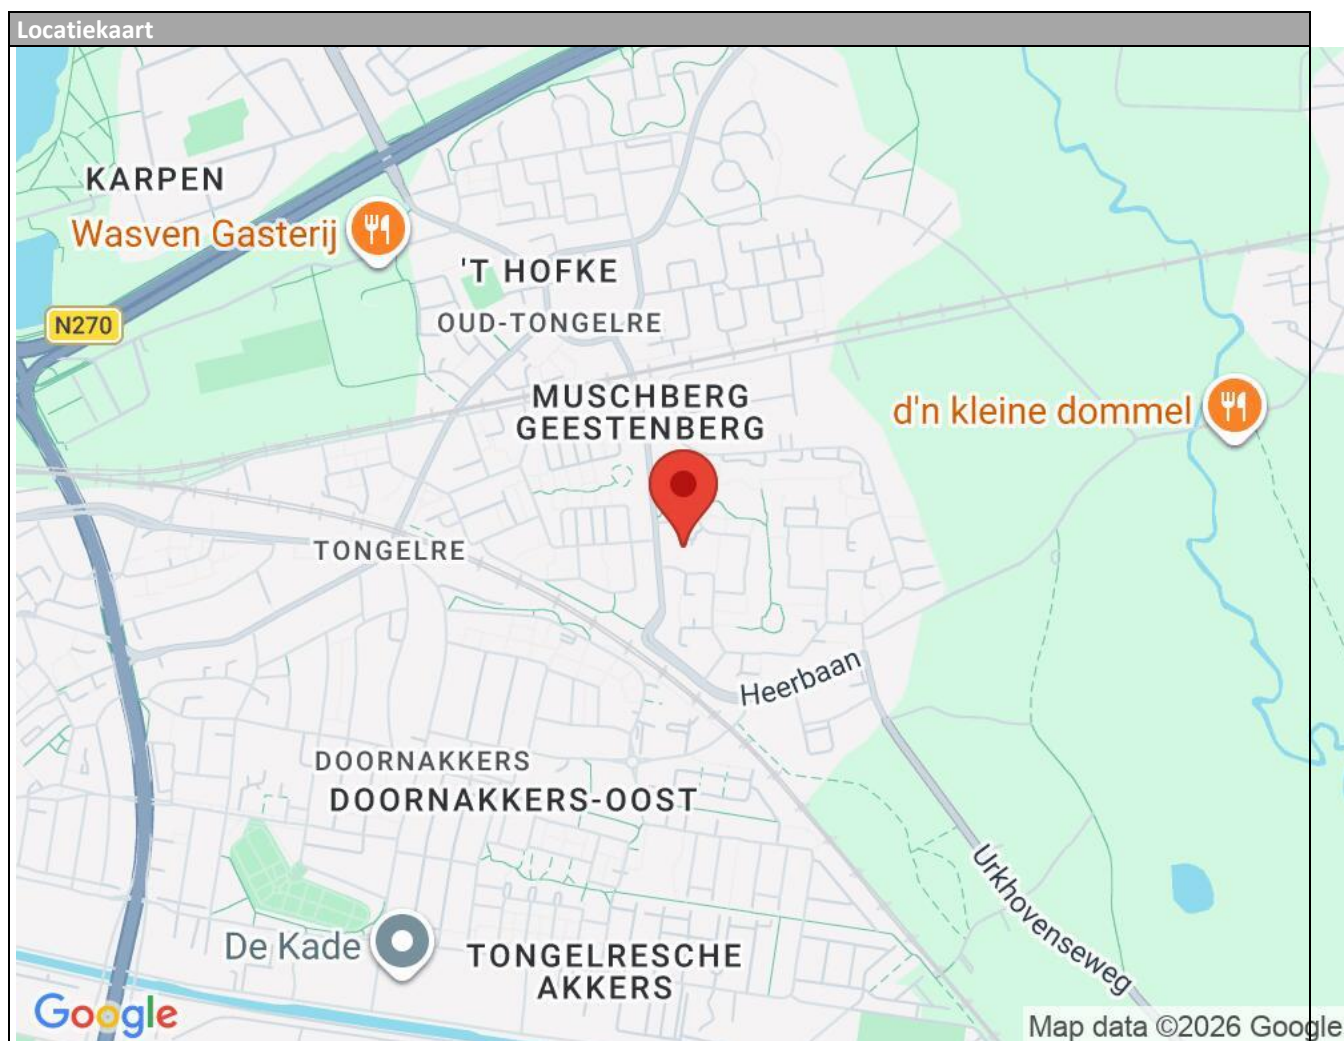 Locatiekaart
KARPEN
Wasven Gasterij
'T HOFKE
N270
OUD-TONGELRE
MUSCHBERG
GEESTENBERG
d'n kleine dommel
TONGELRE
Heerbaan
DOORNAKKERS
DOORNAKKERS-OOST
Urkhovenseweg
De Kade
TONGELRESCHE
AKKERS
Google
Map data ©2026 Google